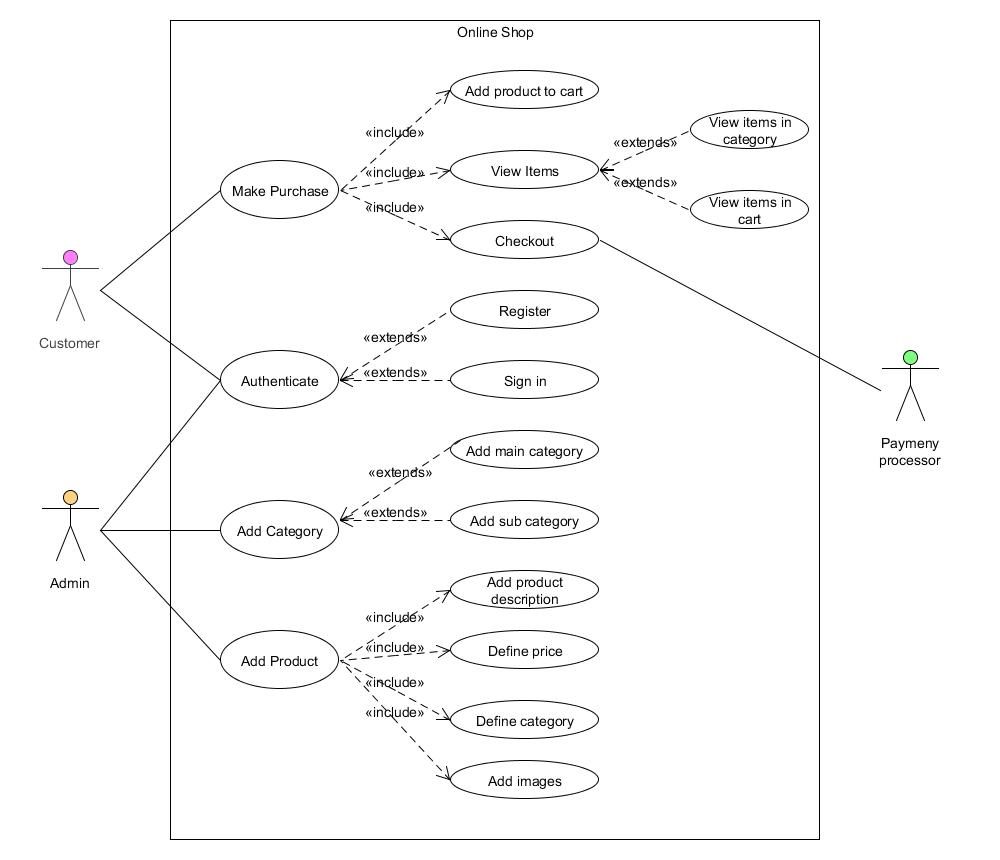 Online Shop
Add product to cart
«include»
View items in
category
«extends»
«include»
View Items
Make Purchase
«extends»
View items in
cart
«include»
Checkout
Customer
Register
«extends»
«extends»
Authenticate
Sign in
Paymeny
processor
Add main category
«extends»
«extends»
Add sub category
Add Category
Admin
Add product
description
«include»
«include»
Define price
Add Product
«include»
«include»
Define category
Add images